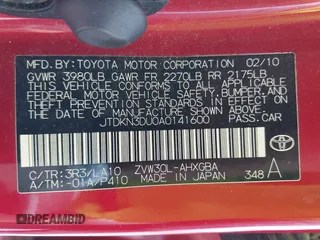 MFD.BY:TOYOTA MOTOR CORPORATION 02/10
GVWR 3980LB GAWR FR 2270LB RR 2175LB
THIS VEHICLE CONFORMS TO ALL APPLICABLE
FEDERAL MOTOR VEHICLE SAFETY, BUMPER, AND
THEFT PREVENTION STANDARDS IN EFFECT ON
THE DATE OF MANUFACTURE SHOWN ABOVE.
JTDKN3DU0A0141600
PASS. CAR
C/TR:3R3/LA10 ZVW30L-AHXGBA
A/TM:-01A/P410 MADE IN JAPAN 348 A
TOYOTA
DREAMBID